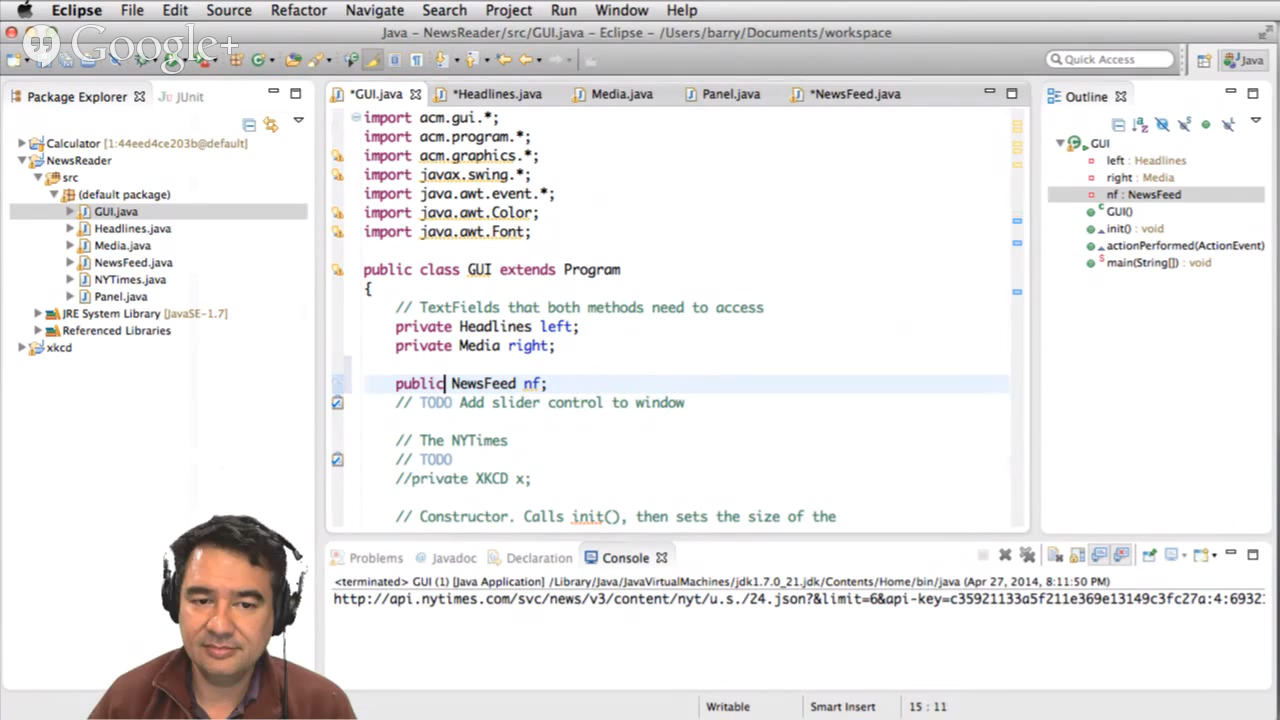 Eclipse File Edit Source Refactor Navigate Search Project Run Window Help
Java - NewsReader/src/GUI.java - Eclipse - /Users/barry/Documents/workspace
Google+
Quick Access
Java
Package Explorer
JUnit
Calculator [1:44eed4ce203b@default]
NewsReader
src
(default package)
GUI.java
Headlines.java
Media.java
NewsFeed.java
NYTimes.java
Panel.java
JRE System Library [JavaSE-1.7]
Referenced Libraries
xkcd
*GUI.java *Headlines.java Media.java Panel.java *NewsFeed.java
import acm.gui.*;
import acm.program.*;
import acm.graphics.*;
import javax.swing.*;
import java.awt.event.*;
import java.awt.Color;
import java.awt.Font;
public class GUI extends Program
{
// TextFields that both methods need to access
private Headlines left;
private Media right;
public NewsFeed nf;
// TODO Add slider control to window
// The NYTimes
// TODO
//private XKCD x;
// Constructor. Calls init(), then sets the size of the
Outline
GUI
left : Headlines
right : Media
nf : NewsFeed
GUI()
init() : void
actionPerformed(ActionEvent)
main(String[]) : void
Problems Javadoc Declaration Console
<terminated> GUI (1) [Java Application] /Library/Java/JavaVirtualMachines/jdk1.7.0_21.jdk/Contents/Home/bin/java (Apr 27, 2014, 8:11:50 PM)
http://api.nytimes.com/svc/news/v3/content/nyt/u.s./24.json?&limit=6&api-key=c35921133a5f211e369e13149c3fc27a:4:6932
Writable Smart Insert 15 : 11